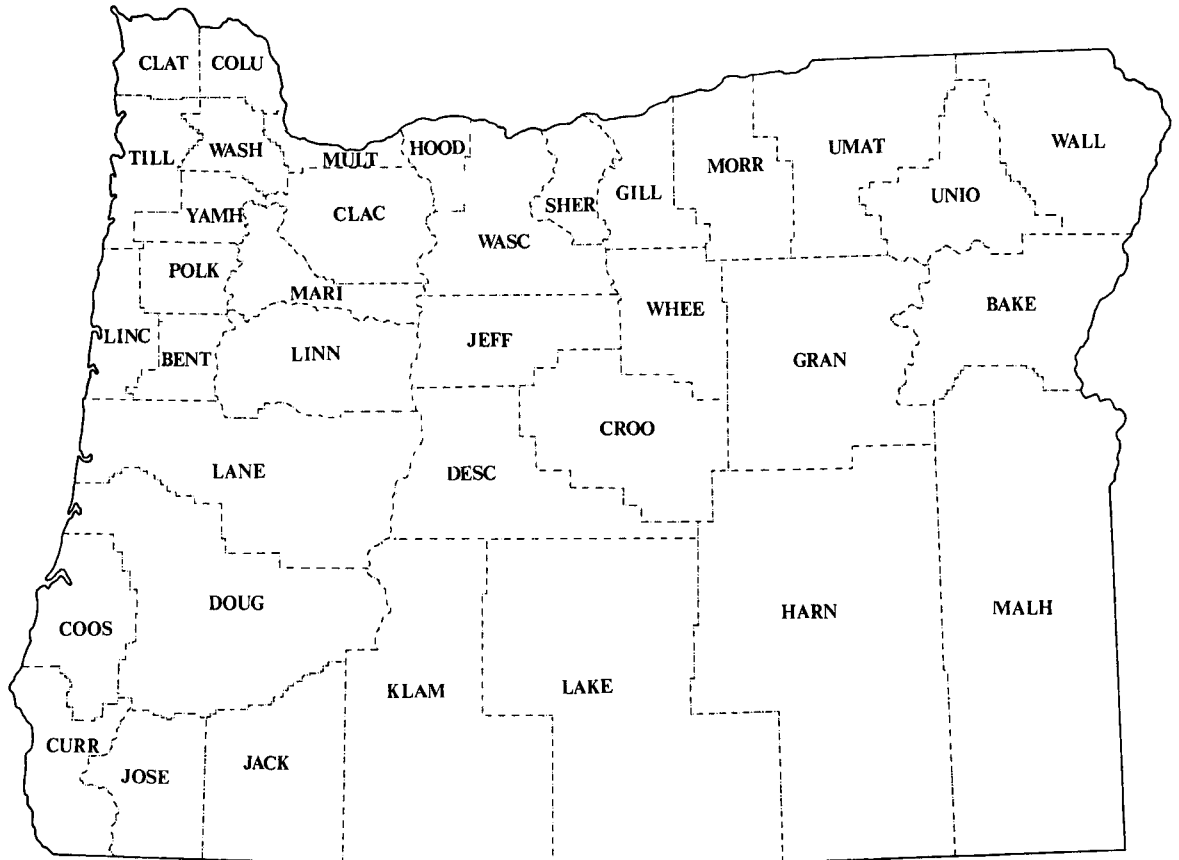 CLAT
COLU
TILL
WASH
MULT
HOOD
MORR
UMAT
WALL
YAMH
CLAC
SHER
GILL
UNIO
WASC
POLK
MARI
WHEE
BAKE
LINC
BENT
LINN
JEFF
GRAN
CROO
LANE
DESC
DOUG
HARN
MALH
COOS
KLAM
LAKE
CURR
JOSE
JACK